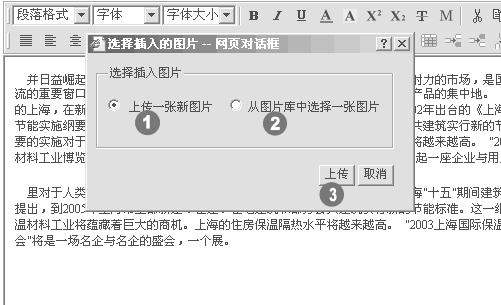 段落格式 字体 字体大小 B I U A X² X₂ T M
选择插入的图片 -- 网页对话框 ? ×
并日益崛起 力的市场，是国
选择插入图片
流的重要窗口 产品的集中地。
上传一张新图片 从图片库中选择一张图片
的上海，在新 02年出台的《上海
1 2
节能实施纲要 共建筑实行新的节
要的实施对于 将越来越高。 "20
材料工业博览 起一座企业与用
上传 取消
3
里对于人类 海"十五"期间建筑
提出，到200 节能标准。这一纲
温材料工业将蕴藏着巨大的商机。上海的住房保温隔热水平将越来越高。 "2003上海国际保温
会"将是一场名企与名企的盛会，一个展。